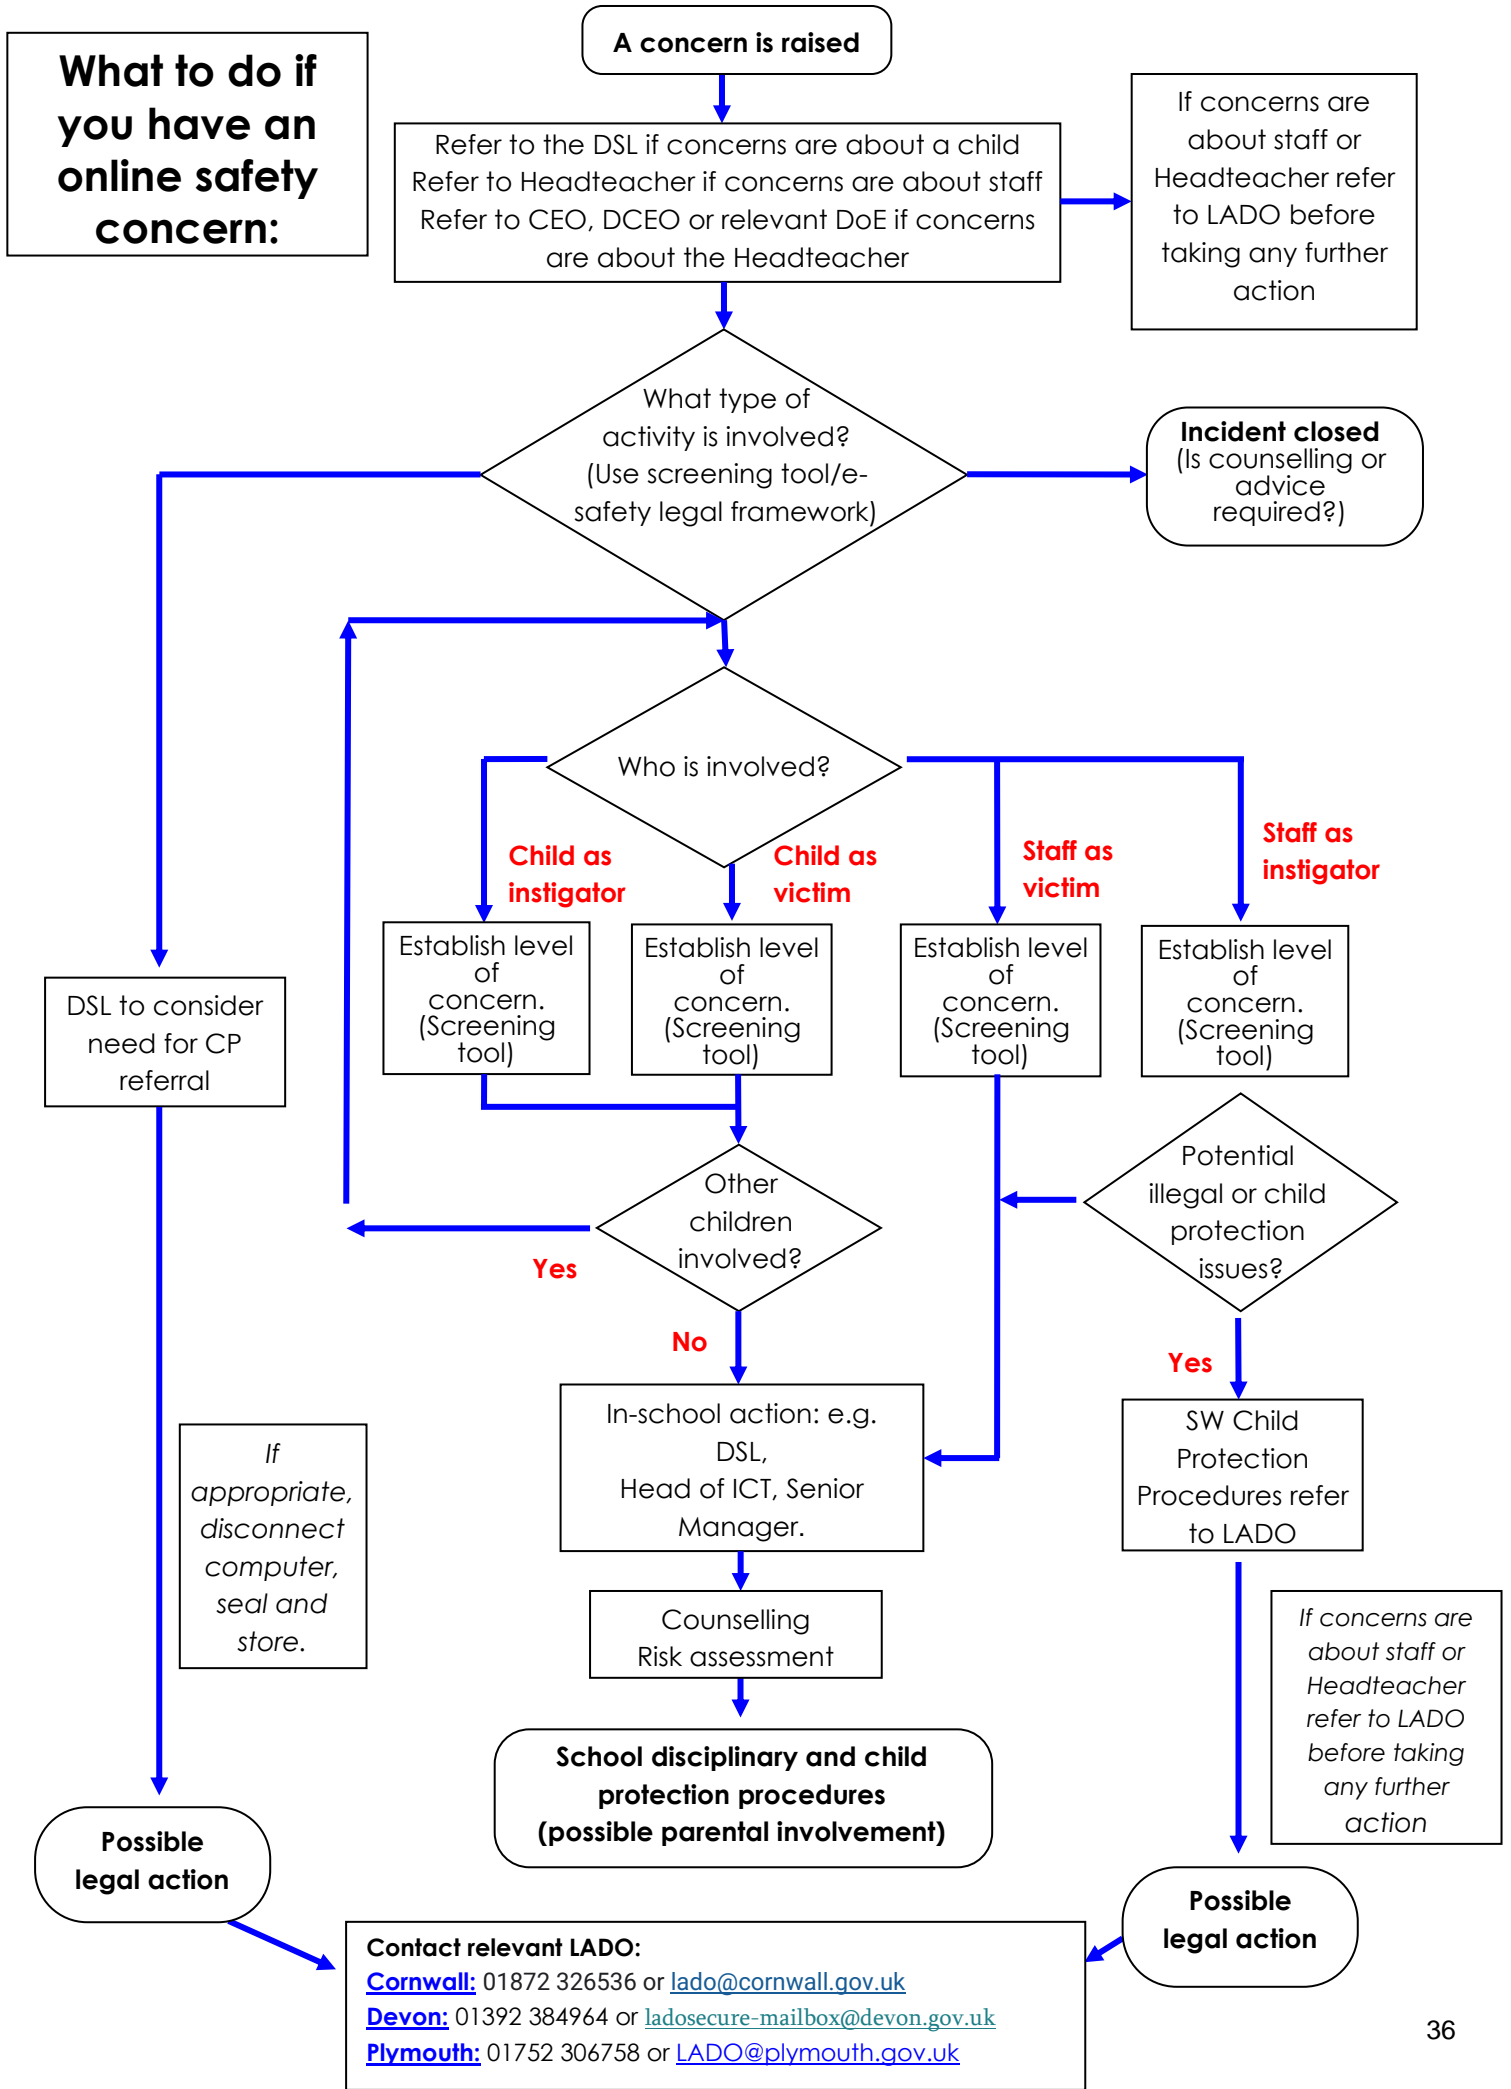 What to do if
you have an
online safety
concern:
A concern is raised
Refer to the DSL if concerns are about a child
Refer to Headteacher if concerns are about staff
Refer to CEO, DCEO or relevant DoE if concerns
are about the Headteacher
If concerns are
about staff or
Headteacher refer
to LADO before
taking any further
action
What type of
activity is involved?
(Use screening tool/e-
safety legal framework)
Incident closed
(Is counselling or
advice
required?)
Who is involved?
Child as
instigator
Child as
victim
Staff as
victim
Staff as
instigator
Establish level
of
concern.
(Screening
tool)
Establish level
of
concern.
(Screening
tool)
Establish level
of
concern.
(Screening
tool)
Establish level
of
concern.
(Screening
tool)
DSL to consider
need for CP
referral
Other
children
involved?
Yes
No
Potential
illegal or child
protection
issues?
Yes
In-school action: e.g.
DSL,
Head of ICT, Senior
Manager.
SW Child
Protection
Procedures refer
to LADO
If
appropriate,
disconnect
computer,
seal and
store.
Counselling
Risk assessment
If concerns are
about staff or
Headteacher
refer to LADO
before taking
any further
action
School disciplinary and child
protection procedures
(possible parental involvement)
Possible
legal action
Possible
legal action
Contact relevant LADO:
Cornwall: 01872 326536 or lado@cornwall.gov.uk
Devon: 01392 384964 or ladosecure-mailbox@devon.gov.uk
Plymouth: 01752 306758 or LADO@plymouth.gov.uk
36